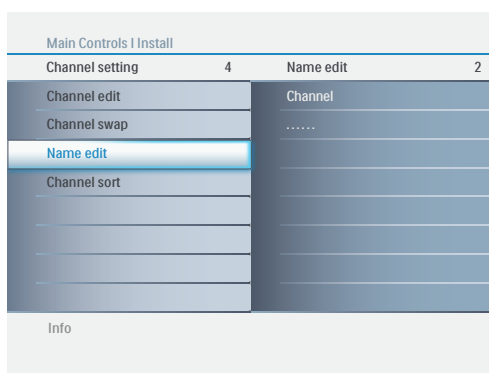 Main Controls I Install
Channel setting 4 Name edit 2
Channel edit Channel
Channel swap ......
Name edit
Channel sort
Info